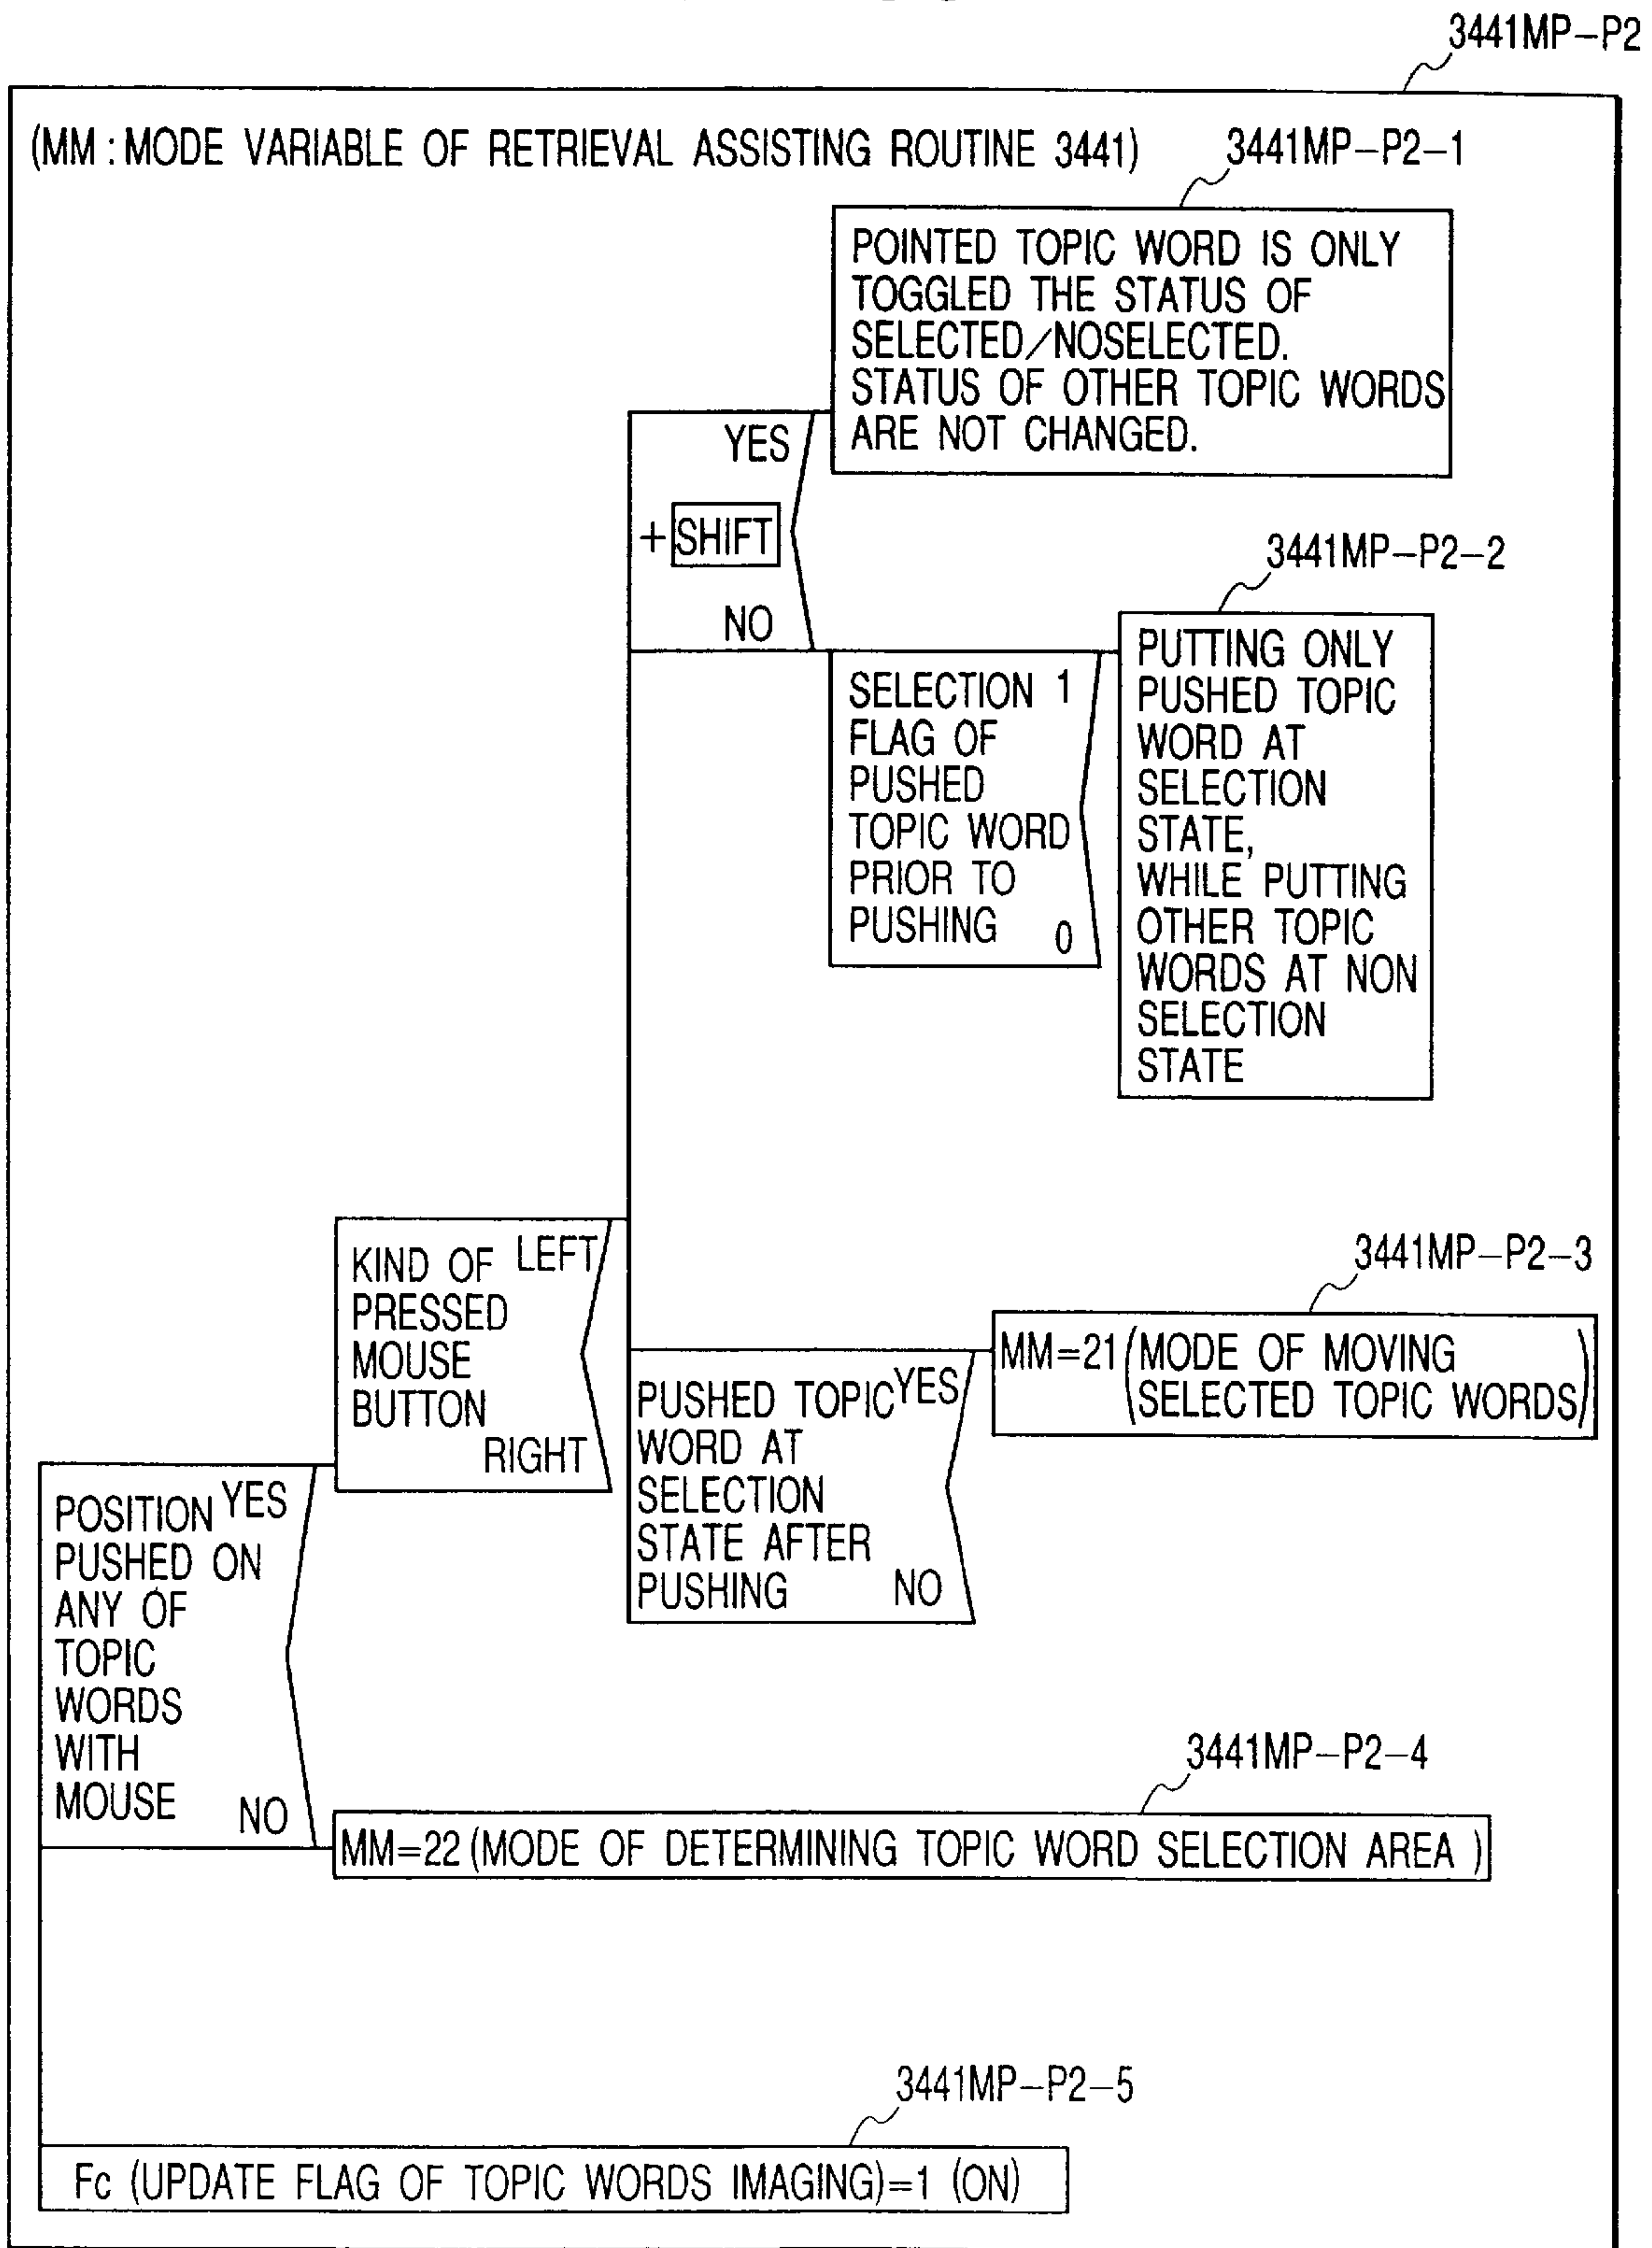 3441MP-P2
(MM : MODE VARIABLE OF RETRIEVAL ASSISTING ROUTINE 3441)
3441MP-P2-1
POINTED TOPIC WORD IS ONLY
TOGGLED THE STATUS OF
SELECTED/NOSELECTED.
STATUS OF OTHER TOPIC WORDS
ARE NOT CHANGED.
YES
+ SHIFT
NO
3441MP-P2-2
SELECTION 1
FLAG OF
PUSHED
TOPIC WORD
PRIOR TO
PUSHING 0
PUTTING ONLY
PUSHED TOPIC
WORD AT
SELECTION
STATE,
WHILE PUTTING
OTHER TOPIC
WORDS AT NON
SELECTION
STATE
KIND OF LEFT
PRESSED
MOUSE
BUTTON
RIGHT
3441MP-P2-3
MM=21 (MODE OF MOVING
SELECTED TOPIC WORDS)
PUSHED TOPIC YES
WORD AT
SELECTION
STATE AFTER
PUSHING NO
POSITION YES
PUSHED ON
ANY OF
TOPIC
WORDS
WITH
MOUSE NO
3441MP-P2-4
MM=22 (MODE OF DETERMINING TOPIC WORD SELECTION AREA )
3441MP-P2-5
Fc (UPDATE FLAG OF TOPIC WORDS IMAGING)=1 (ON)